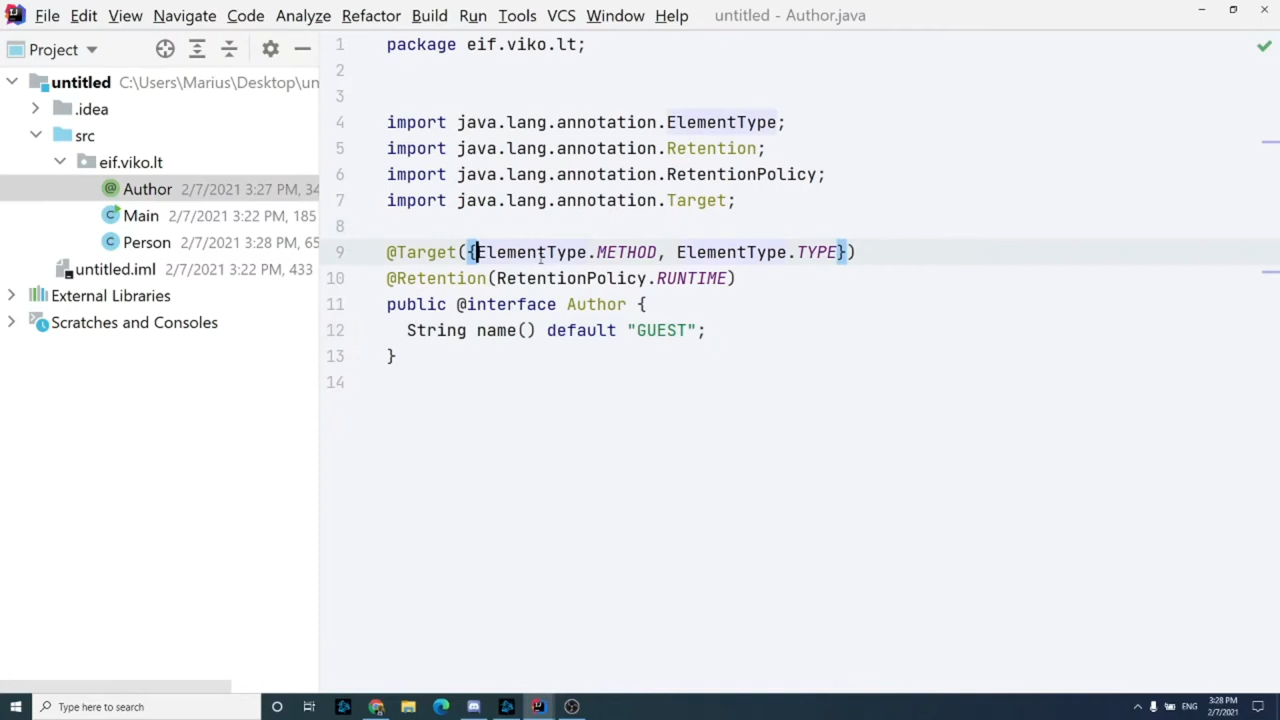 File Edit View Navigate Code Analyze Refactor Build Run Tools VCS Window Help untitled - Author.java
Project
untitled C:\Users\Marius\Desktop\un
.idea
src
eif.viko.lt
Author 2/7/2021 3:27 PM, 34
Main 2/7/2021 3:22 PM, 185
Person 2/7/2021 3:28 PM, 65
untitled.iml 2/7/2021 3:22 PM, 433
External Libraries
Scratches and Consoles
1 package eif.viko.lt;
2
3
4 import java.lang.annotation.ElementType;
5 import java.lang.annotation.Retention;
6 import java.lang.annotation.RetentionPolicy;
7 import java.lang.annotation.Target;
8
9 @Target({ElementType.METHOD, ElementType.TYPE})
10 @Retention(RetentionPolicy.RUNTIME)
11 public @interface Author {
12 String name() default "GUEST";
13 }
14
Type here to search
ENG
3:28 PM
2/7/2021